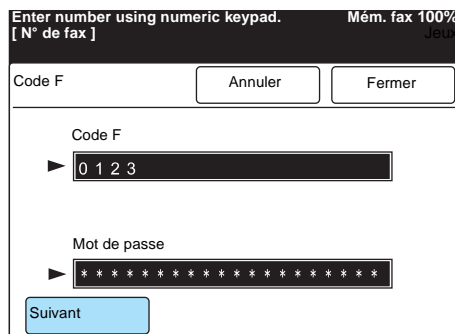 Enter number using numeric keypad. Mém. fax 100%
[ N° de fax ] Jeux
Code F Annuler Fermer
Code F
0 1 2 3
Mot de passe
* * * * * * * * * * * * * * * * * * * *
Suivant